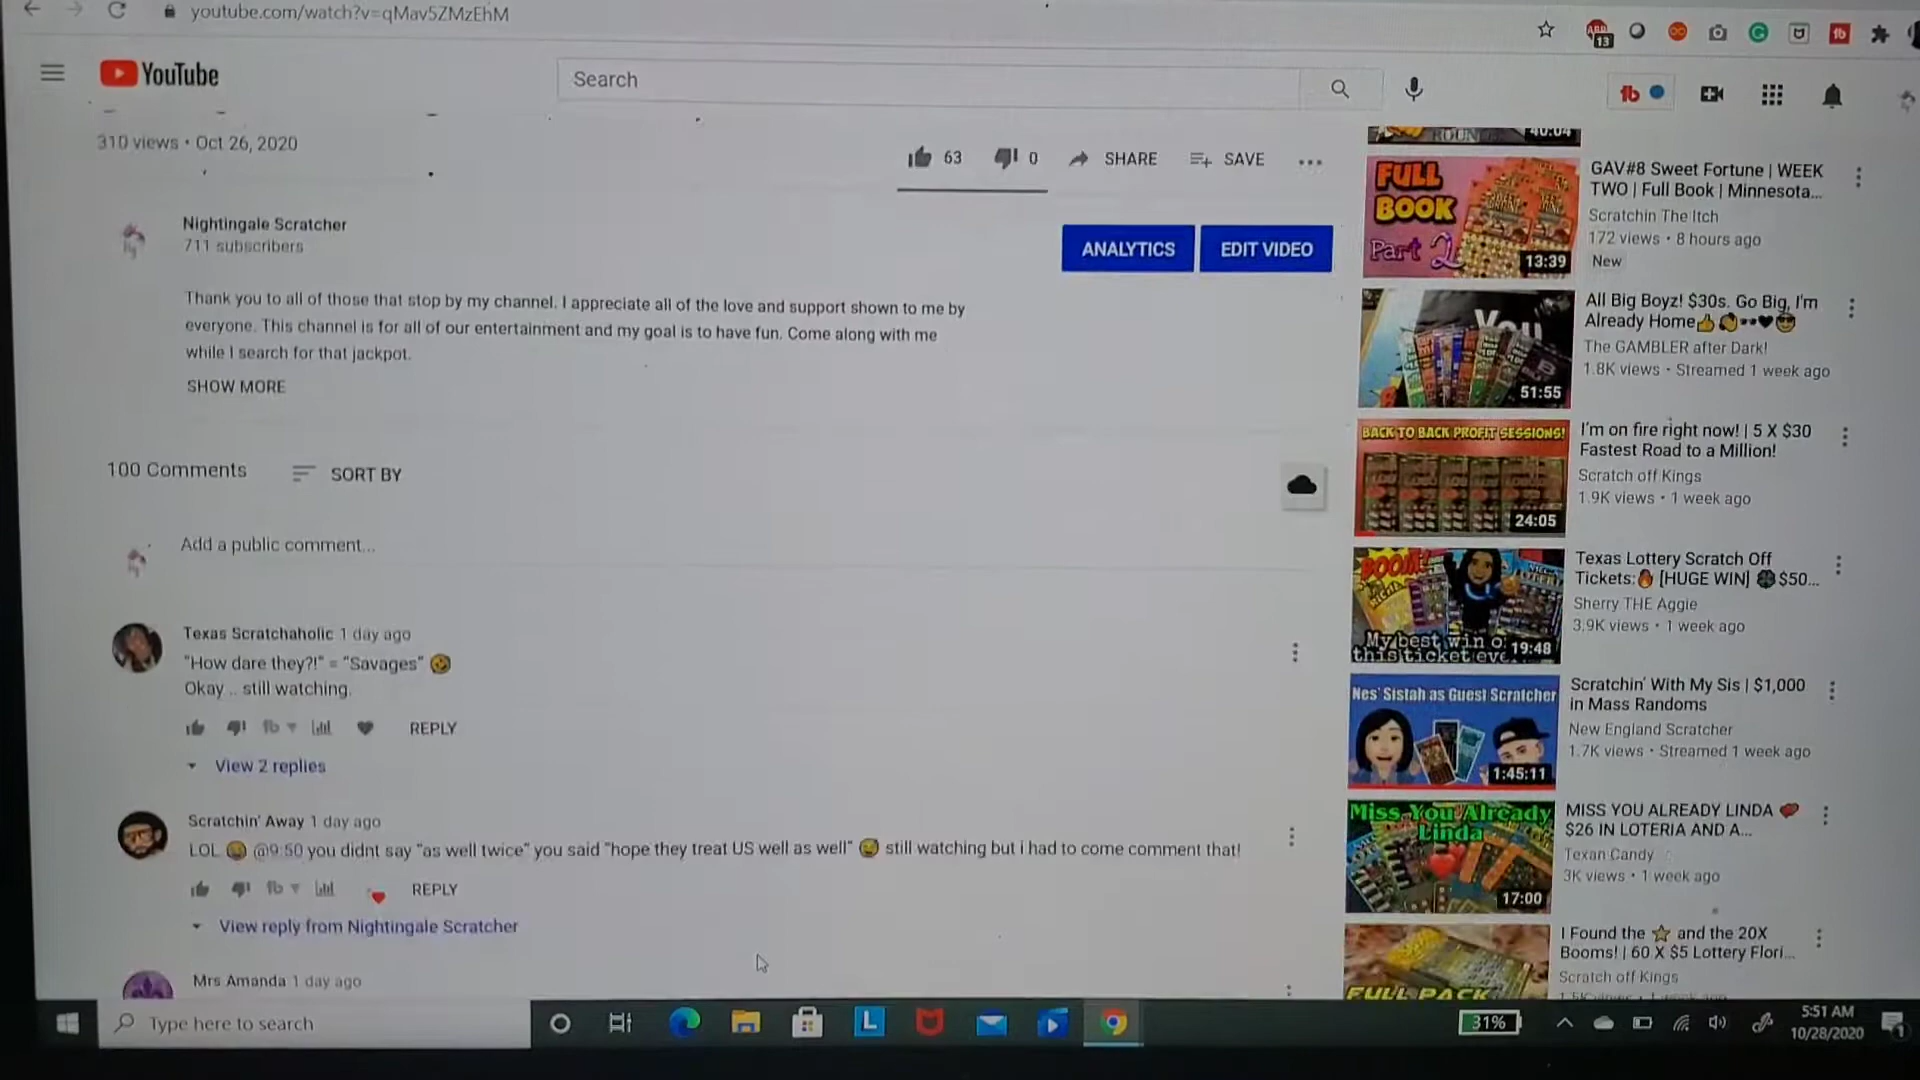 youtube.com/watch?v=qMav5ZMzEhM
13
YouTube
Search
310 views • Oct 26, 2020
63
0
SHARE
SAVE
Nightingale Scratcher
711 subscribers
ANALYTICS
EDIT VIDEO
Thank you to all of those that stop by my channel. I appreciate all of the love and support shown to me by
everyone. This channel is for all of our entertainment and my goal is to have fun. Come along with me
while I search for that jackpot.
SHOW MORE
100 Comments
SORT BY
Add a public comment...
Texas Scratchaholic 1 day ago
"How dare they?!" = "Savages" 🤣
Okay .. still watching.
REPLY
View 2 replies
Scratchin' Away 1 day ago
LOL 😄 @9:50 you didnt say "as well twice" you said "hope they treat US well as well" 😅 still watching but i had to come comment that!
REPLY
View reply from Nightingale Scratcher
Mrs Amanda 1 day ago
40:04
FULL
BOOK
Part 2
13:39
GAV#8 Sweet Fortune | WEEK
TWO | Full Book | Minnesota...
Scratchin The Itch
172 views • 8 hours ago
New
You
51:55
All Big Boyz! $30s. Go Big, I'm
Already Home
The GAMBLER after Dark!
1.8K views • Streamed 1 week ago
BACK TO BACK PROFIT SESSIONS!
24:05
I'm on fire right now! | 5 X $30
Fastest Road to a Million!
Scratch off Kings
1.9K views • 1 week ago
BOOM!
My best win o
this ticket eve
19:48
Texas Lottery Scratch Off
Tickets:🔥 [HUGE WIN] 🍀$50...
Sherry THE Aggie
3.9K views • 1 week ago
Nes' Sistah as Guest Scratcher
1:45:11
Scratchin' With My Sis | $1,000
in Mass Randoms
New England Scratcher
1.7K views • Streamed 1 week ago
Miss You Already
Linda
17:00
MISS YOU ALREADY LINDA
$26 IN LOTERIA AND A...
Texan Candy
3K views • 1 week ago
FULL PACK
I Found the ⭐ and the 20X
Booms! | 60 X $5 Lottery Flori...
Scratch off Kings
Type here to search
31%
5:51 AM
10/28/2020